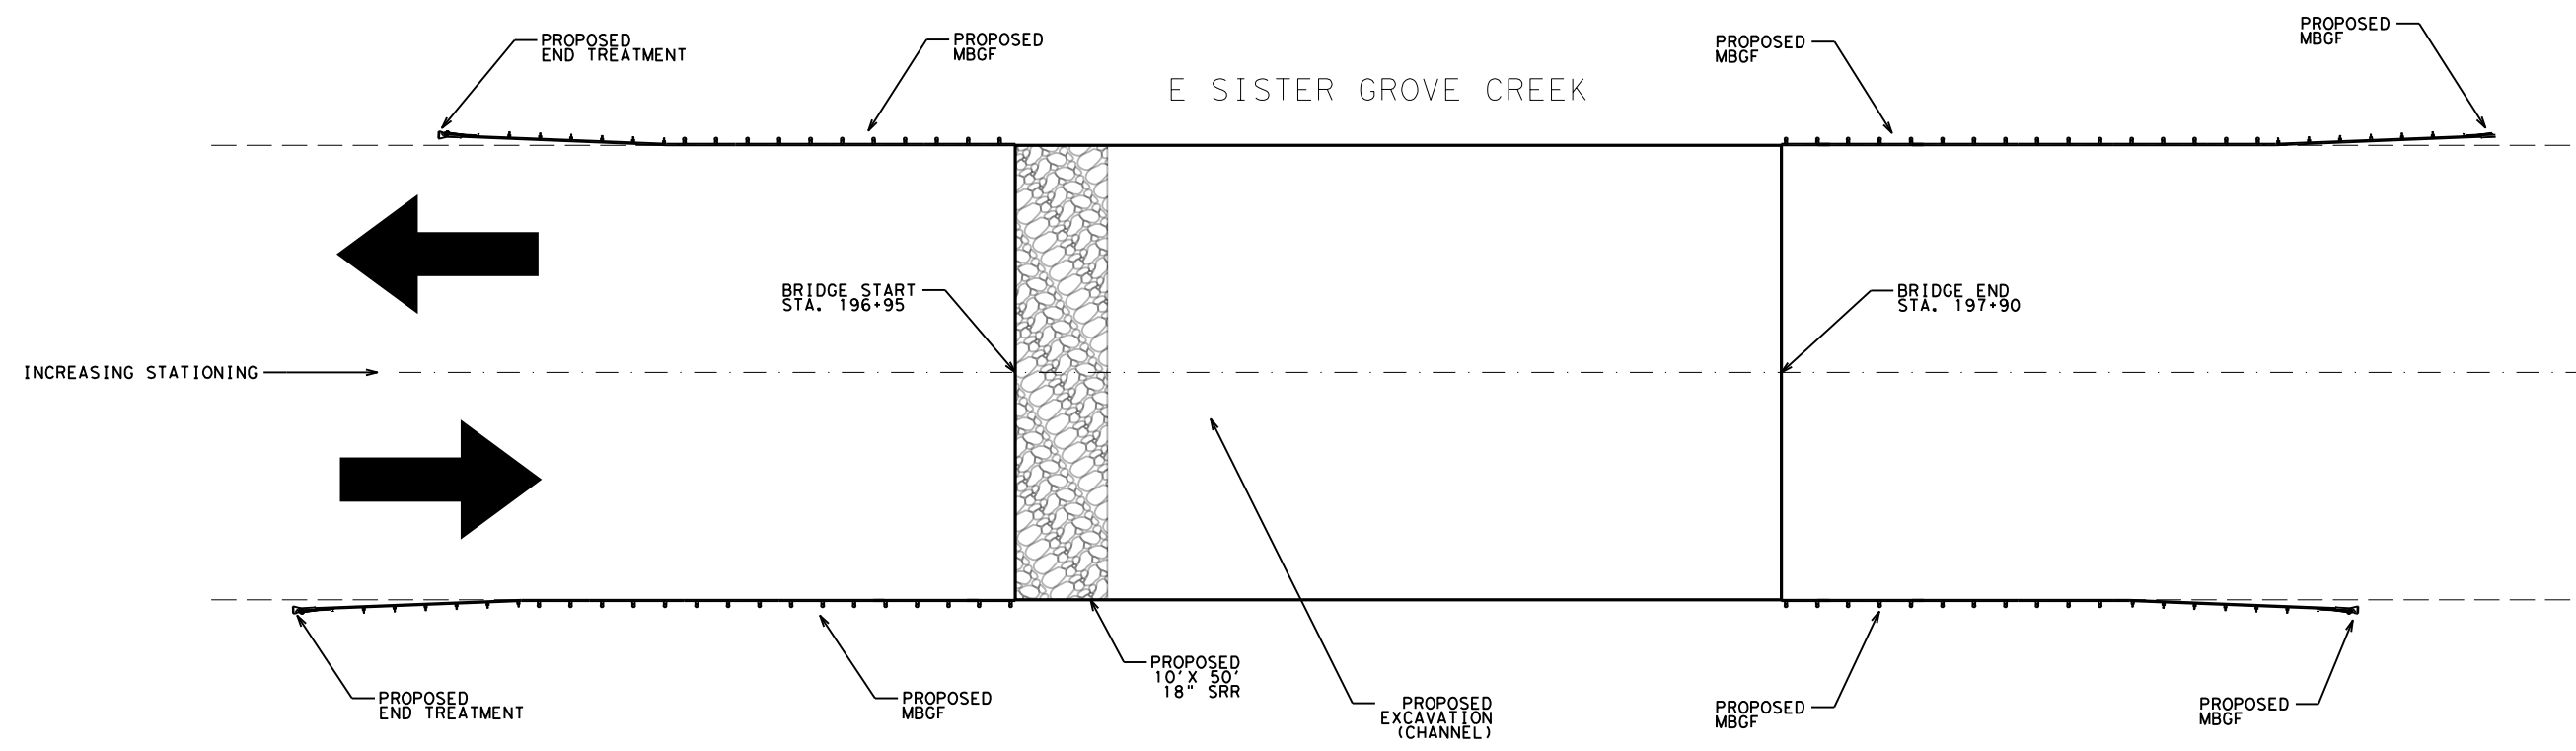 PROPOSED
END TREATMENT
PROPOSED
MBGF
PROPOSED
MBGF
PROPOSED
MBGF
E SISTER GROVE CREEK
BRIDGE START
STA. 196+95
BRIDGE END
STA. 197+90
INCREASING STATIONING
PROPOSED
END TREATMENT
PROPOSED
MBGF
PROPOSED
10'X 50'
18" SRR
PROPOSED
EXCAVATION
(CHANNEL)
PROPOSED
MBGF
PROPOSED
MBGF